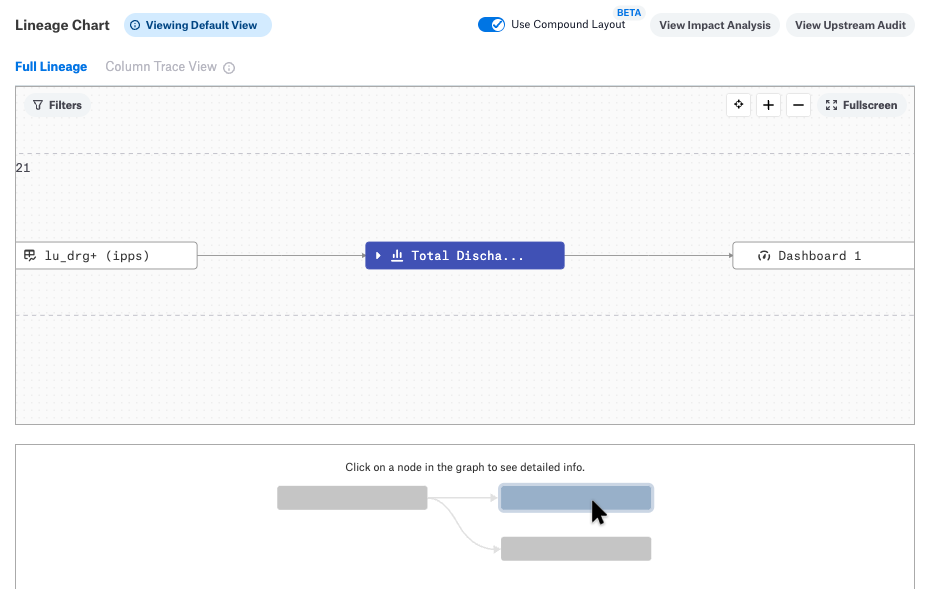 Lineage Chart
Viewing Default View
Use Compound Layout
BETA
View Impact Analysis
View Upstream Audit
Full Lineage
Column Trace View
Filters
Fullscreen
21
lu_drg+ (ipps)
Total Discha...
Dashboard 1
Click on a node in the graph to see detailed info.